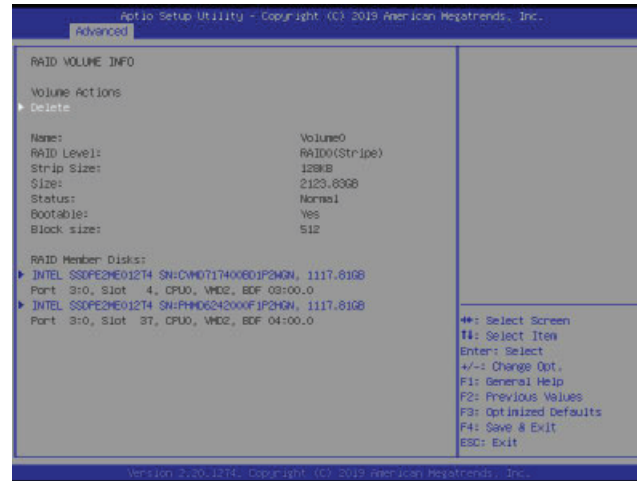 Aptio Setup Utility - Copyright (C) 2019 American Megatrends, Inc.
Advanced
RAID VOLUME INFO
Volume Actions
Delete
Name: Volume0
RAID Level: RAID0(Stripe)
Strip Size: 128KB
Size: 2123.83GB
Status: Normal
Bootable: Yes
Block size: 512
RAID Member Disks:
INTEL SSDPE2ME012T4 SN:CVMD7174008D1P2MGN, 1117.81GB
Port 3:0, Slot 4, CPU0, VMD2, BDF 03:00.0
INTEL SSDPE2ME012T4 SN:PHMD6242000F1P2HGN, 1117.81GB
Port 3:0, Slot 37, CPU0, VMD2, BDF 04:00.0
: Select Screen
↑↓: Select Item
Enter: Select
+/-: Change Opt.
F1: General Help
F2: Previous Values
F3: Optimized Defaults
F4: Save & Exit
ESC: Exit
Version 2.20.1274. Copyright (C) 2019 American Megatrends, Inc.